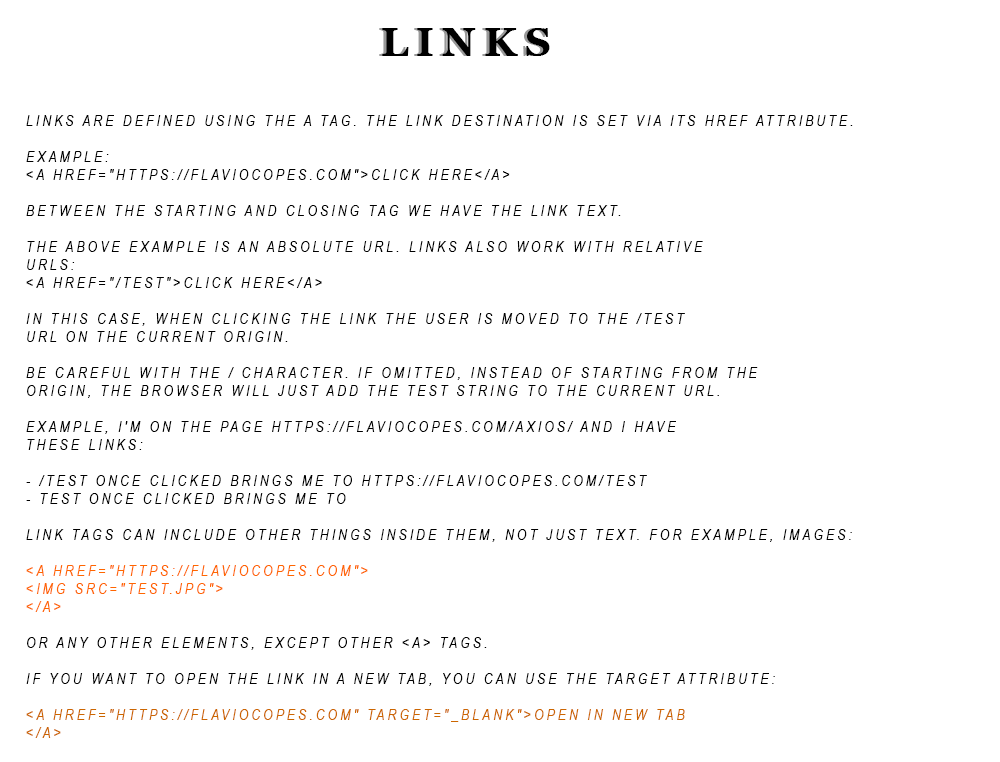 LINKS
LINKS ARE DEFINED USING THE A TAG. THE LINK DESTINATION IS SET VIA ITS HREF ATTRIBUTE.
EXAMPLE:
<A HREF="HTTPS://FLAVIOCOPES.COM">CLICK HERE</A>
BETWEEN THE STARTING AND CLOSING TAG WE HAVE THE LINK TEXT.
THE ABOVE EXAMPLE IS AN ABSOLUTE URL. LINKS ALSO WORK WITH RELATIVE
URLS:
<A HREF="/TEST">CLICK HERE</A>
IN THIS CASE, WHEN CLICKING THE LINK THE USER IS MOVED TO THE /TEST
URL ON THE CURRENT ORIGIN.
BE CAREFUL WITH THE / CHARACTER. IF OMITTED, INSTEAD OF STARTING FROM THE
ORIGIN, THE BROWSER WILL JUST ADD THE TEST STRING TO THE CURRENT URL.
EXAMPLE, I'M ON THE PAGE HTTPS://FLAVIOCOPES.COM/AXIOS/ AND I HAVE
THESE LINKS:
- /TEST ONCE CLICKED BRINGS ME TO HTTPS://FLAVIOCOPES.COM/TEST
- TEST ONCE CLICKED BRINGS ME TO
LINK TAGS CAN INCLUDE OTHER THINGS INSIDE THEM, NOT JUST TEXT. FOR EXAMPLE, IMAGES:
<A HREF="HTTPS://FLAVIOCOPES.COM">
<IMG SRC="TEST.JPG">
</A>
OR ANY OTHER ELEMENTS, EXCEPT OTHER <A> TAGS.
IF YOU WANT TO OPEN THE LINK IN A NEW TAB, YOU CAN USE THE TARGET ATTRIBUTE:
<A HREF="HTTPS://FLAVIOCOPES.COM" TARGET="_BLANK">OPEN IN NEW TAB
</A>